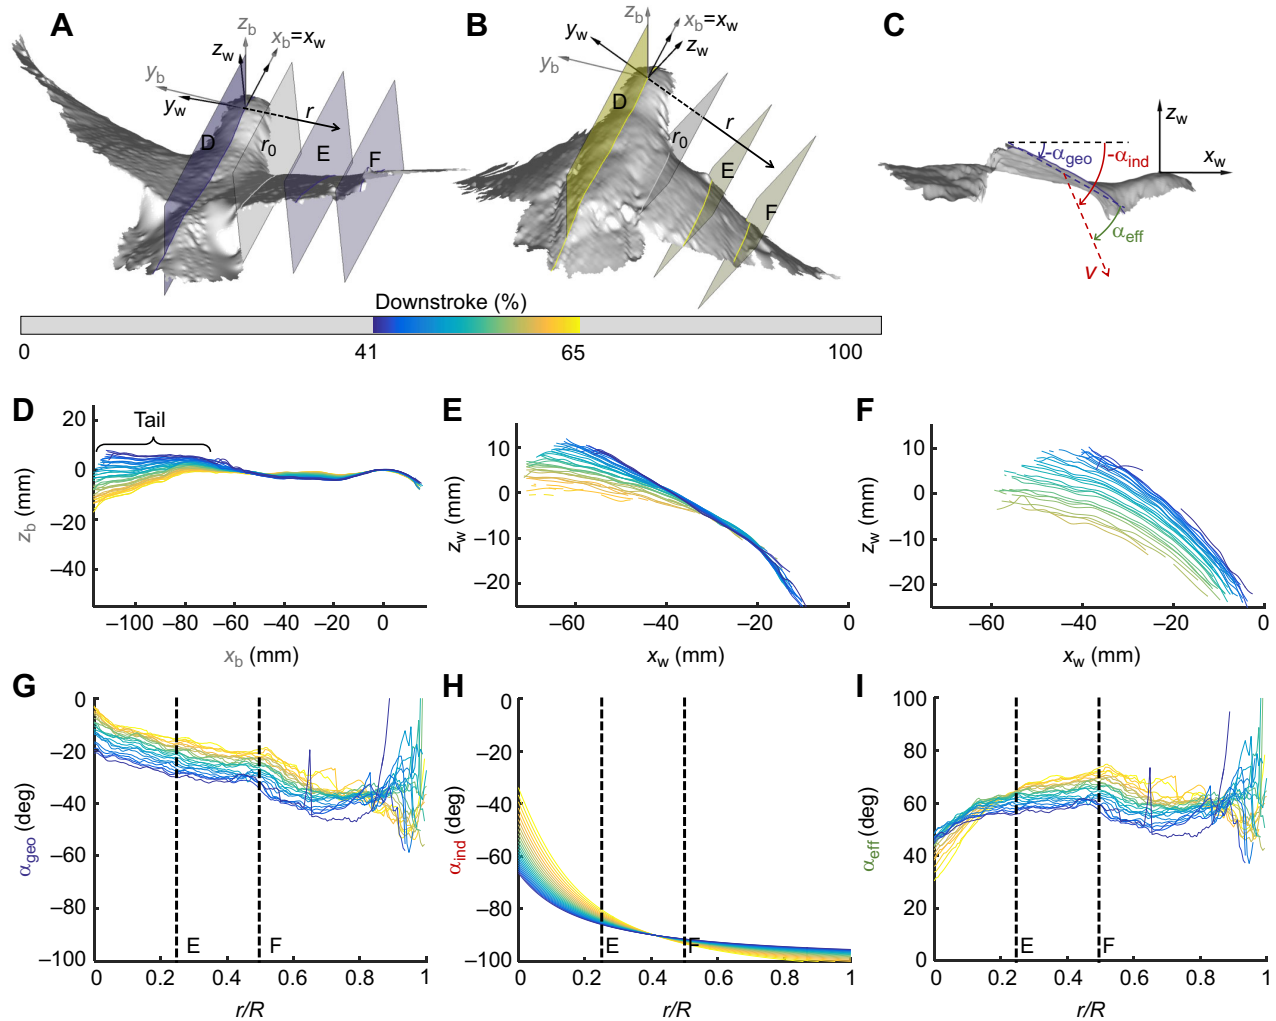 A
B
C
z_b
x_b=x_w
z_w
y_b
y_w
r
D
r_0
E
F
z_b
x_b=x_w
y_w
z_w
y_b
D
r
r_0
E
F
z_w
-α_geo
-α_ind
x_w
α_eff
v
Downstroke (%)
0
41
65
100
D
Tail
20
0
–20
–40
z_b (mm)
–100
–80
–60
–40
–20
0
x_b (mm)
E
10
0
–10
–20
z_w (mm)
–60
–40
–20
0
x_w (mm)
F
10
0
–10
–20
z_w (mm)
–60
–40
–20
0
x_w (mm)
G
0
–20
–40
–60
–80
–100
α_geo (deg)
E
F
0
0.2
0.4
0.6
0.8
1
r/R
H
0
–20
–40
–60
–80
–100
α_ind (deg)
E
F
0
0.2
0.4
0.6
0.8
1
r/R
I
100
80
60
40
20
0
α_eff (deg)
E
F
0
0.2
0.4
0.6
0.8
1
r/R